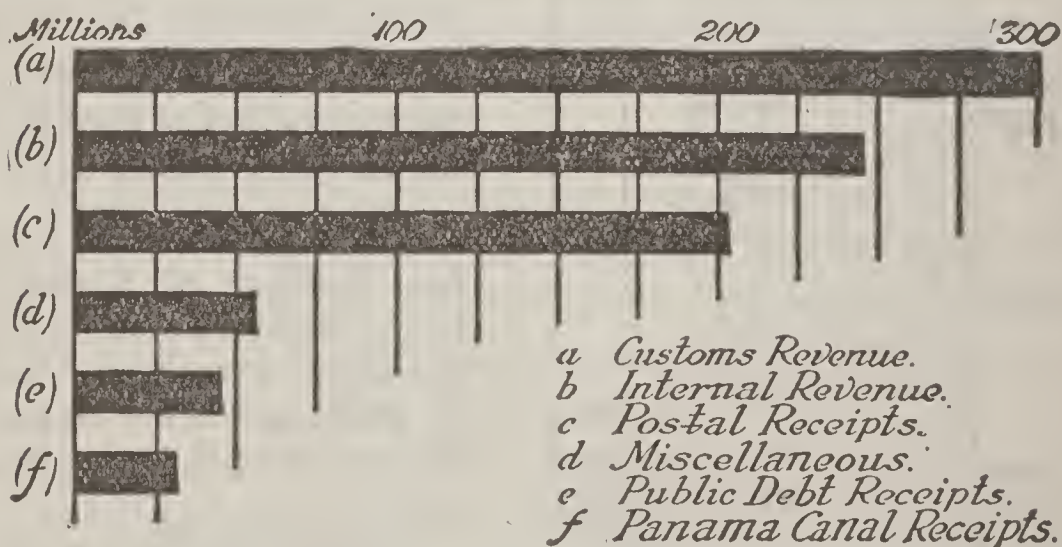 Millions 100 200 300
(a)
(b)
(c)
(d)
(e)
(f)
a Customs Revenue.
b Internal Revenue.
c Postal Receipts.
d Miscellaneous.
e Public Debt Receipts.
f Panama Canal Receipts.